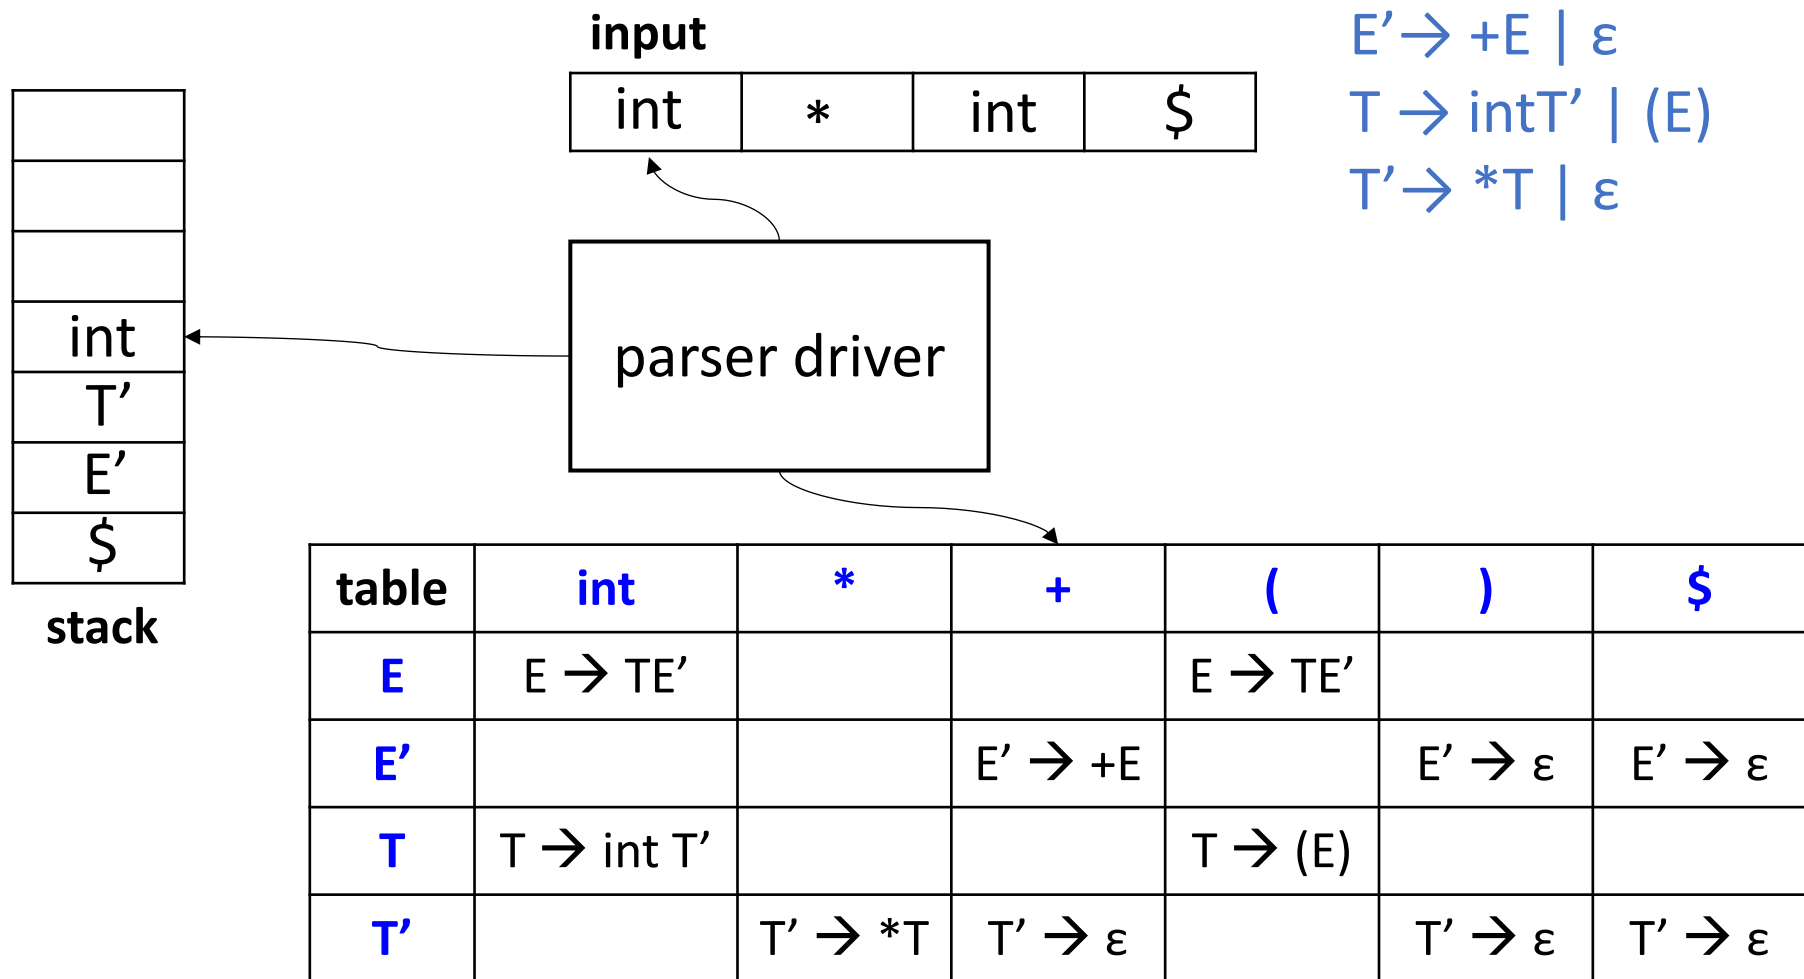 input
int * int $
E’→ +E | ε
T → intT’ | (E)
T’→ *T | ε
int
T’
E’
$
stack
parser driver
table int * + ( ) $
E E → TE’ E → TE’
E’ E’ → +E E’ → ε E’ → ε
T T → int T’ T → (E)
T’ T’ → *T T’ → ε T’ → ε T’ → ε